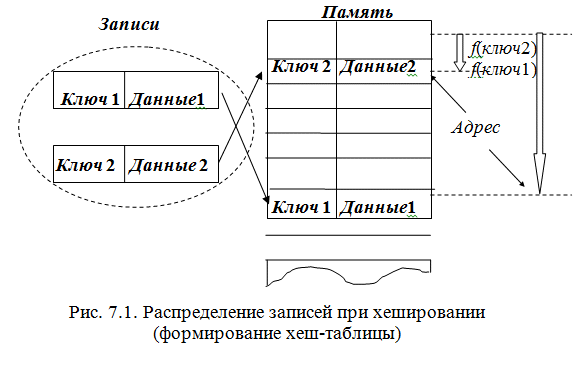 Записи
Память
f(ключ2)
Ключ 2 Данные2
f(ключ1)
Ключ 1 Данные1
Адрес
Ключ 2 Данные 2
Ключ 1 Данные1
Рис. 7.1. Распределение записей при хешировании
(формирование хеш-таблицы)